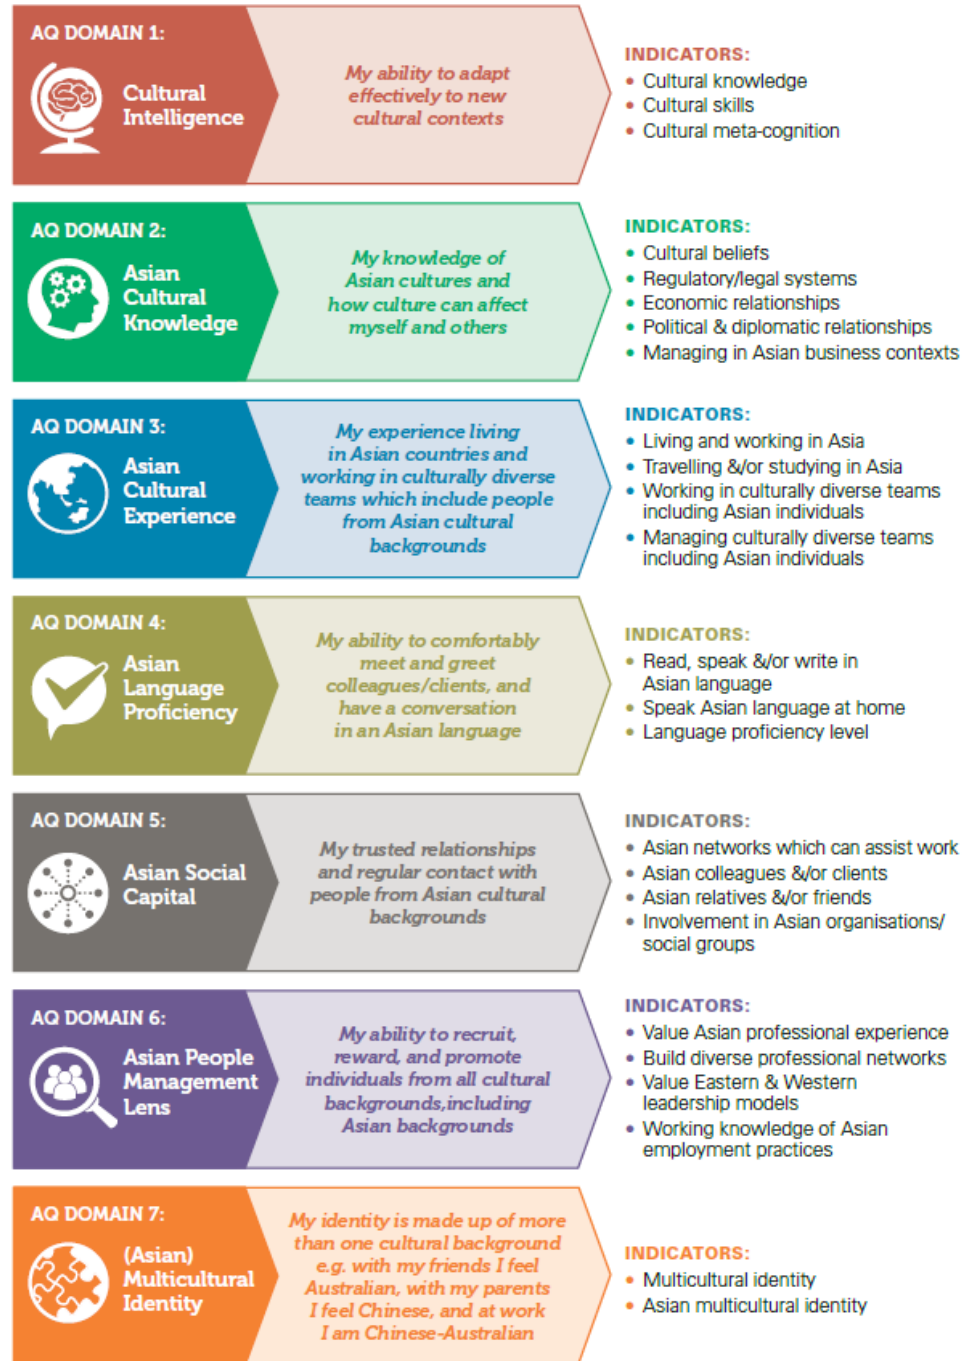 AQ DOMAIN 1:
Cultural
Intelligence
My ability to adapt
effectively to new
cultural contexts
INDICATORS:
• Cultural knowledge
• Cultural skills
• Cultural meta-cognition
AQ DOMAIN 2:
Asian
Cultural
Knowledge
My knowledge of
Asian cultures and
how culture can affect
myself and others
INDICATORS:
• Cultural beliefs
• Regulatory/legal systems
• Economic relationships
• Political & diplomatic relationships
• Managing in Asian business contexts
AQ DOMAIN 3:
Asian
Cultural
Experience
My experience living
in Asian countries and
working in culturally diverse
teams which include people
from Asian cultural
backgrounds
INDICATORS:
• Living and working in Asia
• Travelling &/or studying in Asia
• Working in culturally diverse teams
including Asian individuals
• Managing culturally diverse teams
including Asian individuals
AQ DOMAIN 4:
Asian
Language
Proficiency
My ability to comfortably
meet and greet
colleagues/clients, and
have a conversation
in an Asian language
INDICATORS:
• Read, speak &/or write in
Asian language
• Speak Asian language at home
• Language proficiency level
AQ DOMAIN 5:
Asian Social
Capital
My trusted relationships
and regular contact with
people from Asian cultural
backgrounds
INDICATORS:
• Asian networks which can assist work
• Asian colleagues &/or clients
• Asian relatives &/or friends
• Involvement in Asian organisations/
social groups
AQ DOMAIN 6:
Asian People
Management
Lens
My ability to recruit,
reward, and promote
individuals from all cultural
backgrounds,including
Asian backgrounds
INDICATORS:
• Value Asian professional experience
• Build diverse professional networks
• Value Eastern & Western
leadership models
• Working knowledge of Asian
employment practices
AQ DOMAIN 7:
(Asian)
Multicultural
Identity
My identity is made up of more
than one cultural background
e.g. with my friends I feel
Australian, with my parents
I feel Chinese, and at work
I am Chinese-Australian
INDICATORS:
• Multicultural identity
• Asian multicultural identity